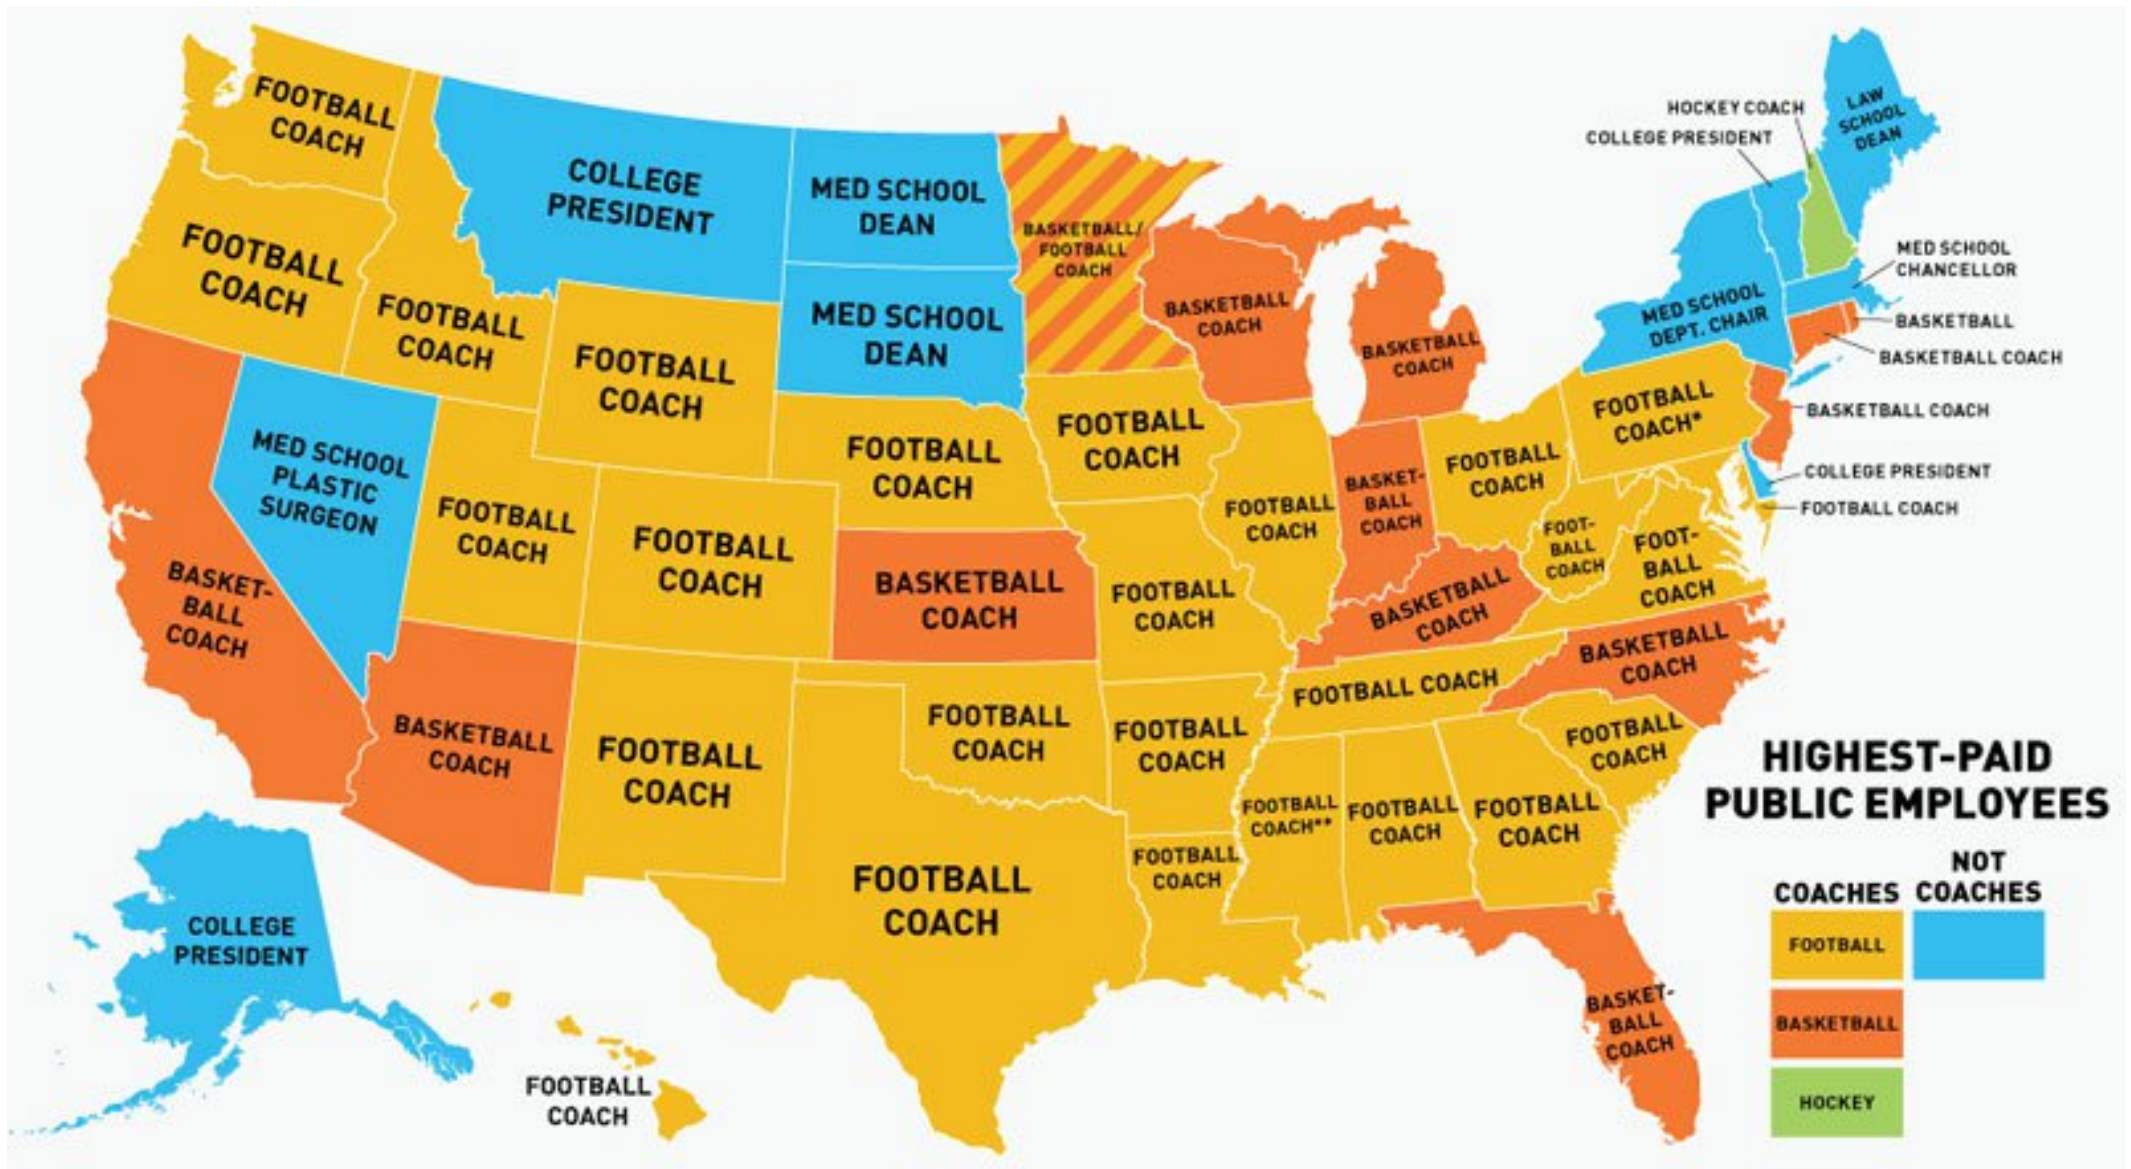 FOOTBALL
COACH
FOOTBALL
COACH
FOOTBALL
COACH
COLLEGE
PRESIDENT
MED SCHOOL
DEAN
MED SCHOOL
DEAN
BASKETBALL/
FOOTBALL
COACH
BASKETBALL
COACH
BASKETBALL
COACH
HOCKEY COACH
COLLEGE PRESIDENT
LAW
SCHOOL
DEAN
MED SCHOOL
CHANCELLOR
BASKETBALL
BASKETBALL COACH
BASKETBALL COACH
COLLEGE PRESIDENT
FOOTBALL COACH
MED SCHOOL
DEPT. CHAIR
FOOTBALL
COACH*
FOOTBALL
COACH
FOOTBALL
COACH
FOOTBALL
COACH
FOOTBALL
COACH
BASKET-
BALL
COACH
FOOTBALL
COACH
FOOT-
BALL
COACH
FOOT-
BALL
COACH
MED SCHOOL
PLASTIC
SURGEON
FOOTBALL
COACH
FOOTBALL
COACH
BASKETBALL
COACH
FOOTBALL
COACH
BASKETBALL
COACH
BASKETBALL
COACH
BASKET-
BALL
COACH
BASKETBALL
COACH
FOOTBALL
COACH
FOOTBALL
COACH
FOOTBALL
COACH
FOOTBALL COACH
FOOTBALL
COACH
FOOTBALL
COACH
FOOTBALL
COACH
FOOTBALL
COACH**
FOOTBALL
COACH
FOOTBALL
COACH
BASKET-
BALL
COACH
COLLEGE
PRESIDENT
FOOTBALL
COACH
HIGHEST-PAID
PUBLIC EMPLOYEES
COACHES
NOT
COACHES
FOOTBALL
BASKETBALL
HOCKEY